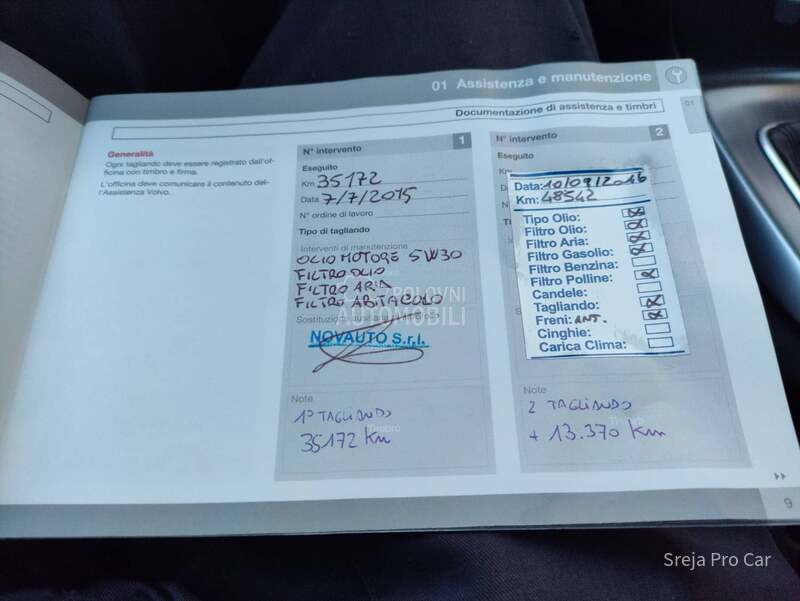 01 Assistenza e manutenzione
Documentazione di assistenza e timbri
01
Generalità
Ogni tagliando deve essere registrato dall'of-
ficina con timbro e firma.
L'officina deve comunicare il contenuto del-
l'Assistenza Volvo.
N° intervento 1
Eseguito
Km 35172
Data 7/7/2015
N° ordine di lavoro
Tipo di tagliando
Interventi di manutenzione
OLIO MOTORE 5W30
FILTRO OLIO
FILTRO ARIA
FILTRO ABITACOLO
POLOVNI
AUTOMOBILI
NOVAUTO S.r.l.
Note
1° TAGLIANDO
35172 Km
N° intervento 2
Eseguito
Data: 10/09/2016
Km: 48542
Tipo Olio:
Filtro Olio:
Filtro Aria:
Filtro Gasolio:
Filtro Benzina:
Filtro Polline:
Candele:
Tagliando:
Freni: ANT.
Cinghie:
Carica Clima:
Note
2 TAGLIANDO
+ 13.370 Km
9
Sreja Pro Car